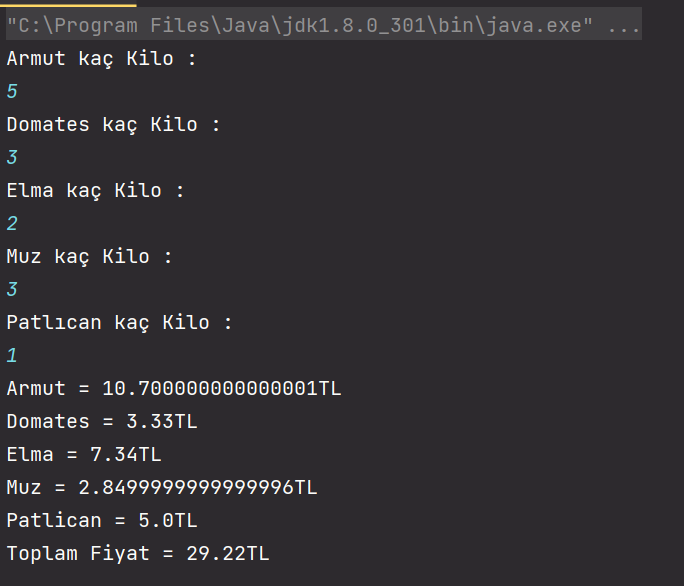 "C:\Program Files\Java\jdk1.8.0_301\bin\java.exe" ...
Armut kaç Kilo :
5
Domates kaç Kilo :
3
Elma kaç Kilo :
2
Muz kaç Kilo :
3
Patlıcan kaç Kilo :
1
Armut = 10.700000000000001TL
Domates = 3.33TL
Elma = 7.34TL
Muz = 2.8499999999999996TL
Patlican = 5.0TL
Toplam Fiyat = 29.22TL